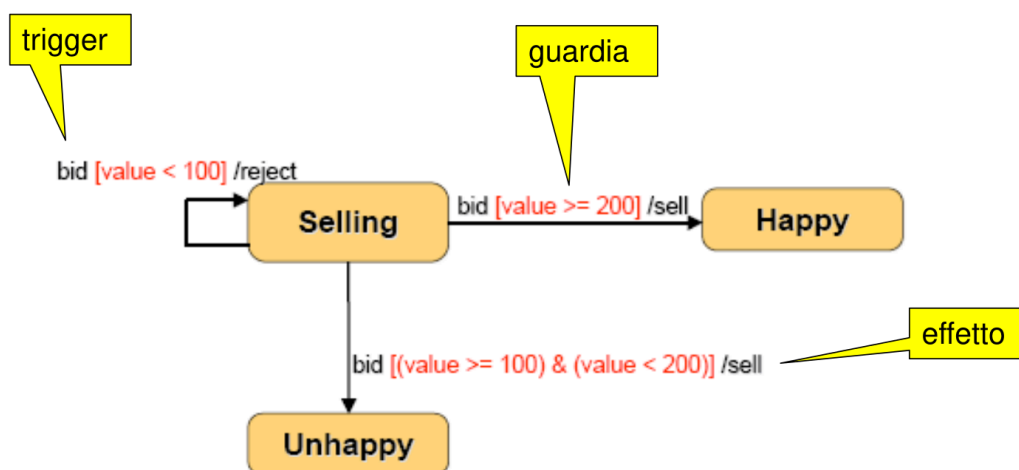 trigger
guardia
bid [value < 100] /reject
bid [value >= 200] /sell
Selling
Happy
effetto
bid [(value >= 100) & (value < 200)] /sell
Unhappy